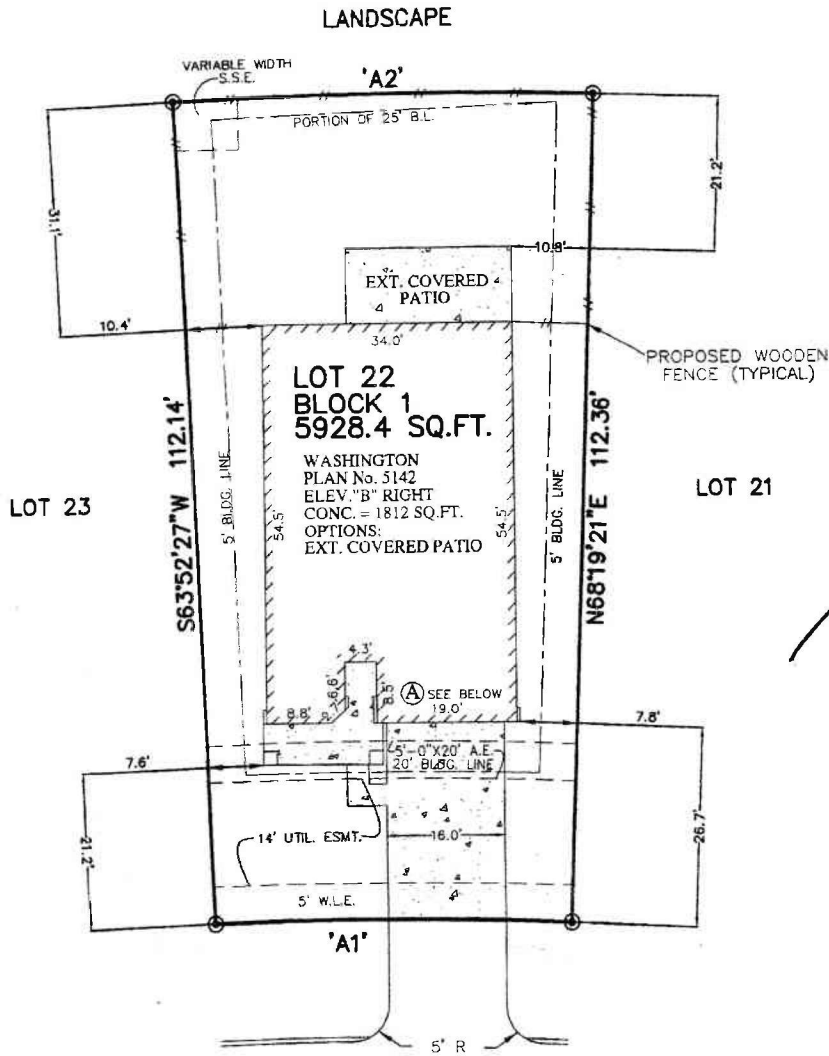 LANDSCAPE
VARIABLE WIDTH
S.S.E.
'A2'
PORTION OF 25' B.L.
31.1'
21.2'
10.8'
EXT. COVERED
PATIO
10.4'
34.0'
PROPOSED WOODEN
FENCE (TYPICAL)
LOT 22
BLOCK 1
5928.4 SQ.FT.
WASHINGTON
PLAN No. 5142
ELEV."B" RIGHT
CONC. = 1812 SQ.FT.
OPTIONS:
EXT. COVERED PATIO
S63°52'27"W 112.14'
N68°19'21"E 112.36'
LOT 23
LOT 21
5' BLDG. LINE
5' BLDG. LINE
54.5'
54.5'
4.3'
6.6'
8.5'
A SEE BELOW
8.8'
19.0'
7.8'
5'-0"X20' A.E.
20' BLDG. LINE
7.6'
21.2'
26.7'
14' UTIL. ESMT.
16.0'
5' W.L.E.
'A1'
5' R